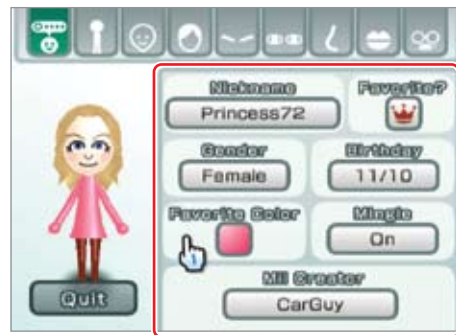 Nickname
Favorite?
Princess72
Gender
Birthday
Female
11/10
Favorite Color
Mingle
On
Mii Creator
CarGuy
Quit